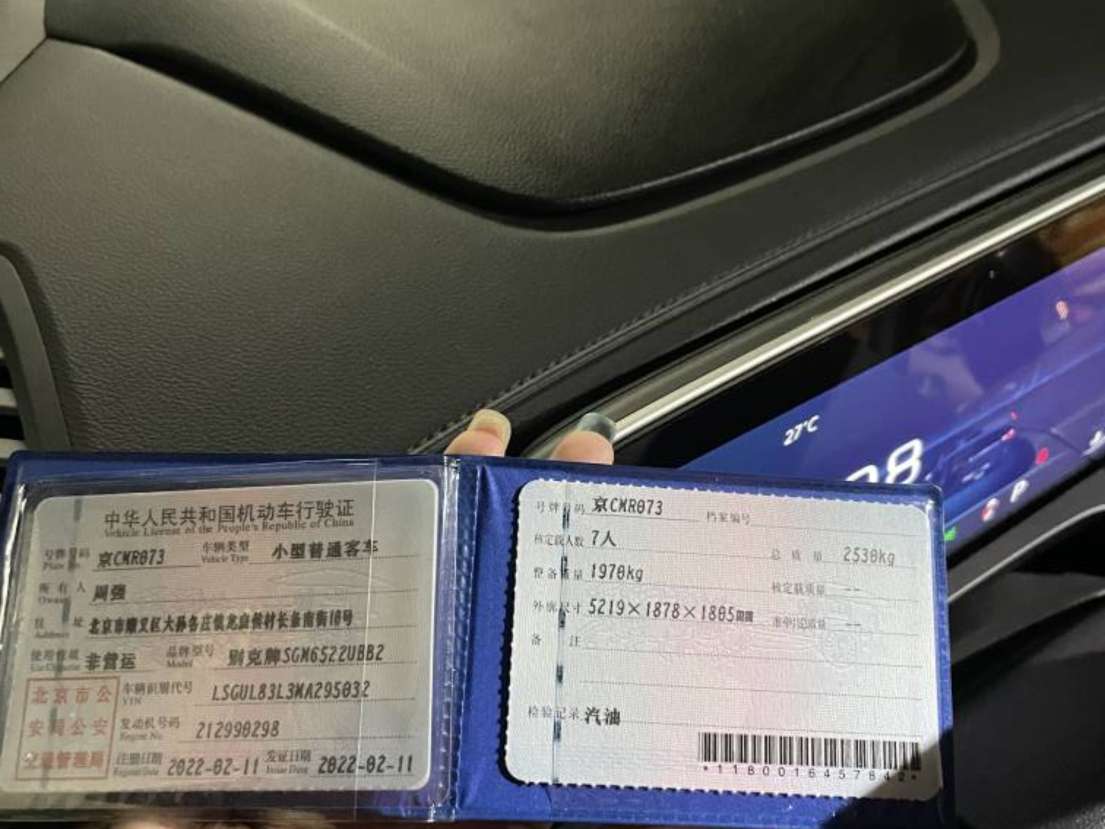 中华人民共和国机动车行驶证
Vehicle License of the People's Republic of China
号牌号码 京CMR073 车辆类型 小型普通客车
Plate No. Vehicle Type
所有人 周强
Owner
住址 北京市顺义区大孙各庄镇龙庭侯村长条南街10号
Address
使用性质 非营运 品牌型号 别克牌SGM6522UBB2
Use Character Model
北京市公安局公安交通管理局
车辆识别代号 LSGUL83L3MA295032
VIN
发动机号码 212990298
Engine No.
注册日期 2022-02-11 发证日期 2022-02-11
Register Date Issue Date
号牌号码 京CMR073 档案编号
核定载人数 7人 总质量 2530kg
整备质量 1970kg 核定载质量 --
外廓尺寸 5219×1878×1805mm 准牵引总质量 --
备注
检验记录 汽油
*1180016457842*
27°C
P